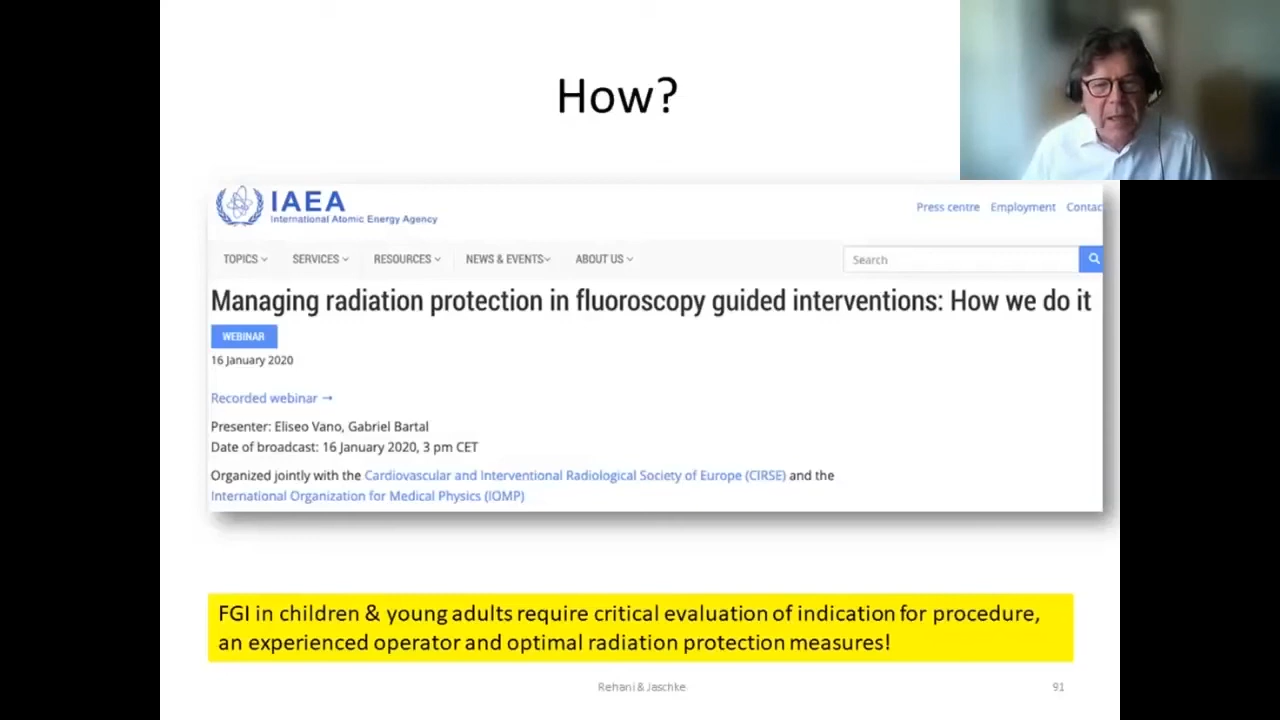 How?
IAEA
International Atomic Energy Agency
Press centre Employment Contac
TOPICS SERVICES RESOURCES NEWS & EVENTS ABOUT US
Search
Managing radiation protection in fluoroscopy guided interventions: How we do it
WEBINAR
16 January 2020
Recorded webinar →
Presenter: Eliseo Vano, Gabriel Bartal
Date of broadcast: 16 January 2020, 3 pm CET
Organized jointly with the Cardiovascular and Interventional Radiological Society of Europe (CIRSE) and the
International Organization for Medical Physics (IOMP)
FGI in children & young adults require critical evaluation of indication for procedure,
an experienced operator and optimal radiation protection measures!
Rehani & Jaschke
91